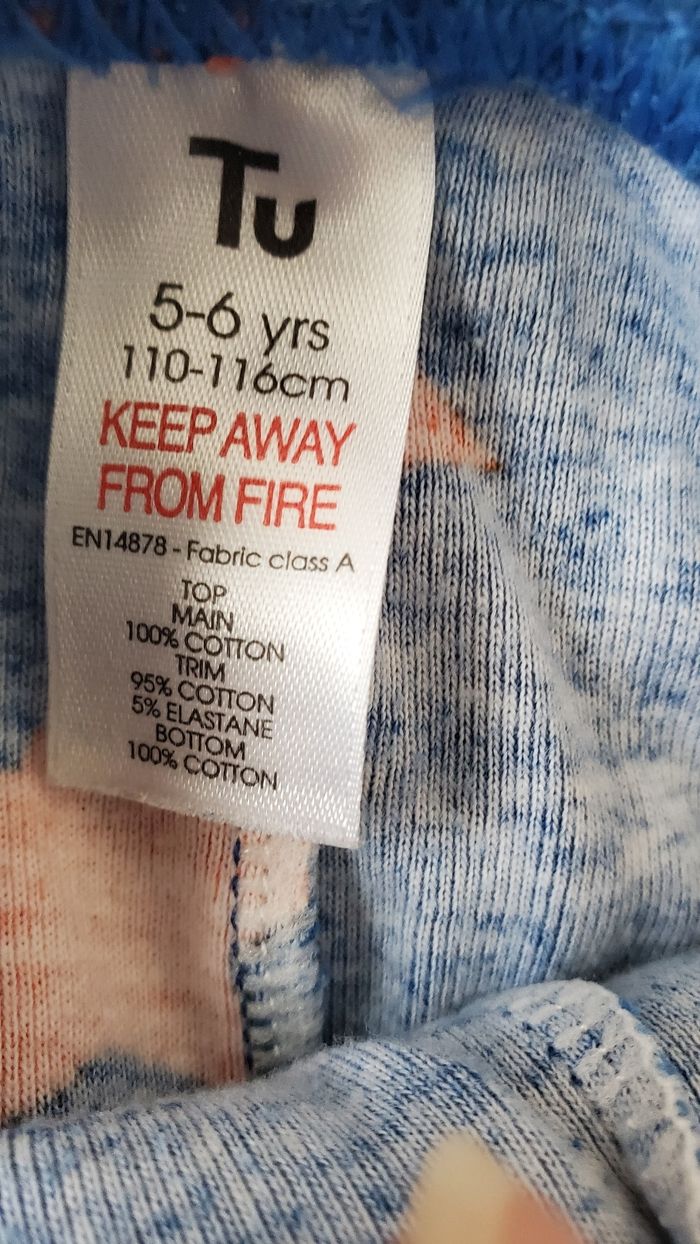 Tu
5-6 yrs
110-116cm
KEEP AWAY
FROM FIRE
EN14878 - Fabric class A
TOP
MAIN
100% COTTON
TRIM
95% COTTON
5% ELASTANE
BOTTOM
100% COTTON